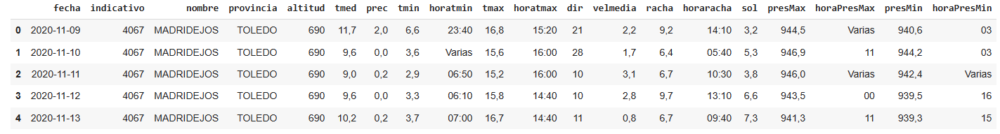 fecha indicativo nombre provincia altitud tmed prec tmin horatmin tmax horatmax dir velmedia racha horaracha sol presMax horaPresMax presMin horaPresMin
0 2020-11-09 4067 MADRIDEJOS TOLEDO 690 11,7 2,0 6,6 23:40 16,8 15:20 21 2,2 9,2 14:10 3,2 944,5 Varias 940,6 03
1 2020-11-10 4067 MADRIDEJOS TOLEDO 690 9,6 0,0 3,6 Varias 15,6 16:00 28 1,7 6,4 05:40 5,3 946,9 11 944,2 03
2 2020-11-11 4067 MADRIDEJOS TOLEDO 690 9,0 0,2 2,9 06:50 15,2 16:00 10 3,1 6,7 10:30 3,8 946,0 Varias 942,4 Varias
3 2020-11-12 4067 MADRIDEJOS TOLEDO 690 9,6 0,0 3,3 06:10 15,8 14:40 10 2,8 9,7 13:10 6,6 943,5 00 939,5 16
4 2020-11-13 4067 MADRIDEJOS TOLEDO 690 10,2 0,2 3,7 07:00 16,7 14:40 11 0,8 6,7 09:40 7,3 941,3 11 939,3 15